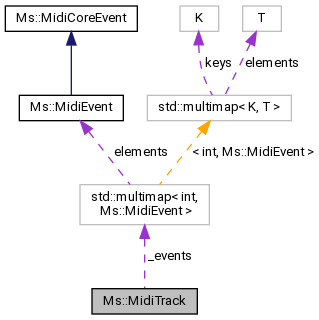 Ms::MidiCoreEvent
K
T
keys
elements
Ms::MidiEvent
std::multimap< K, T >
elements
< int, Ms::MidiEvent >
std::multimap< int,
Ms::MidiEvent >
_events
Ms::MidiTrack